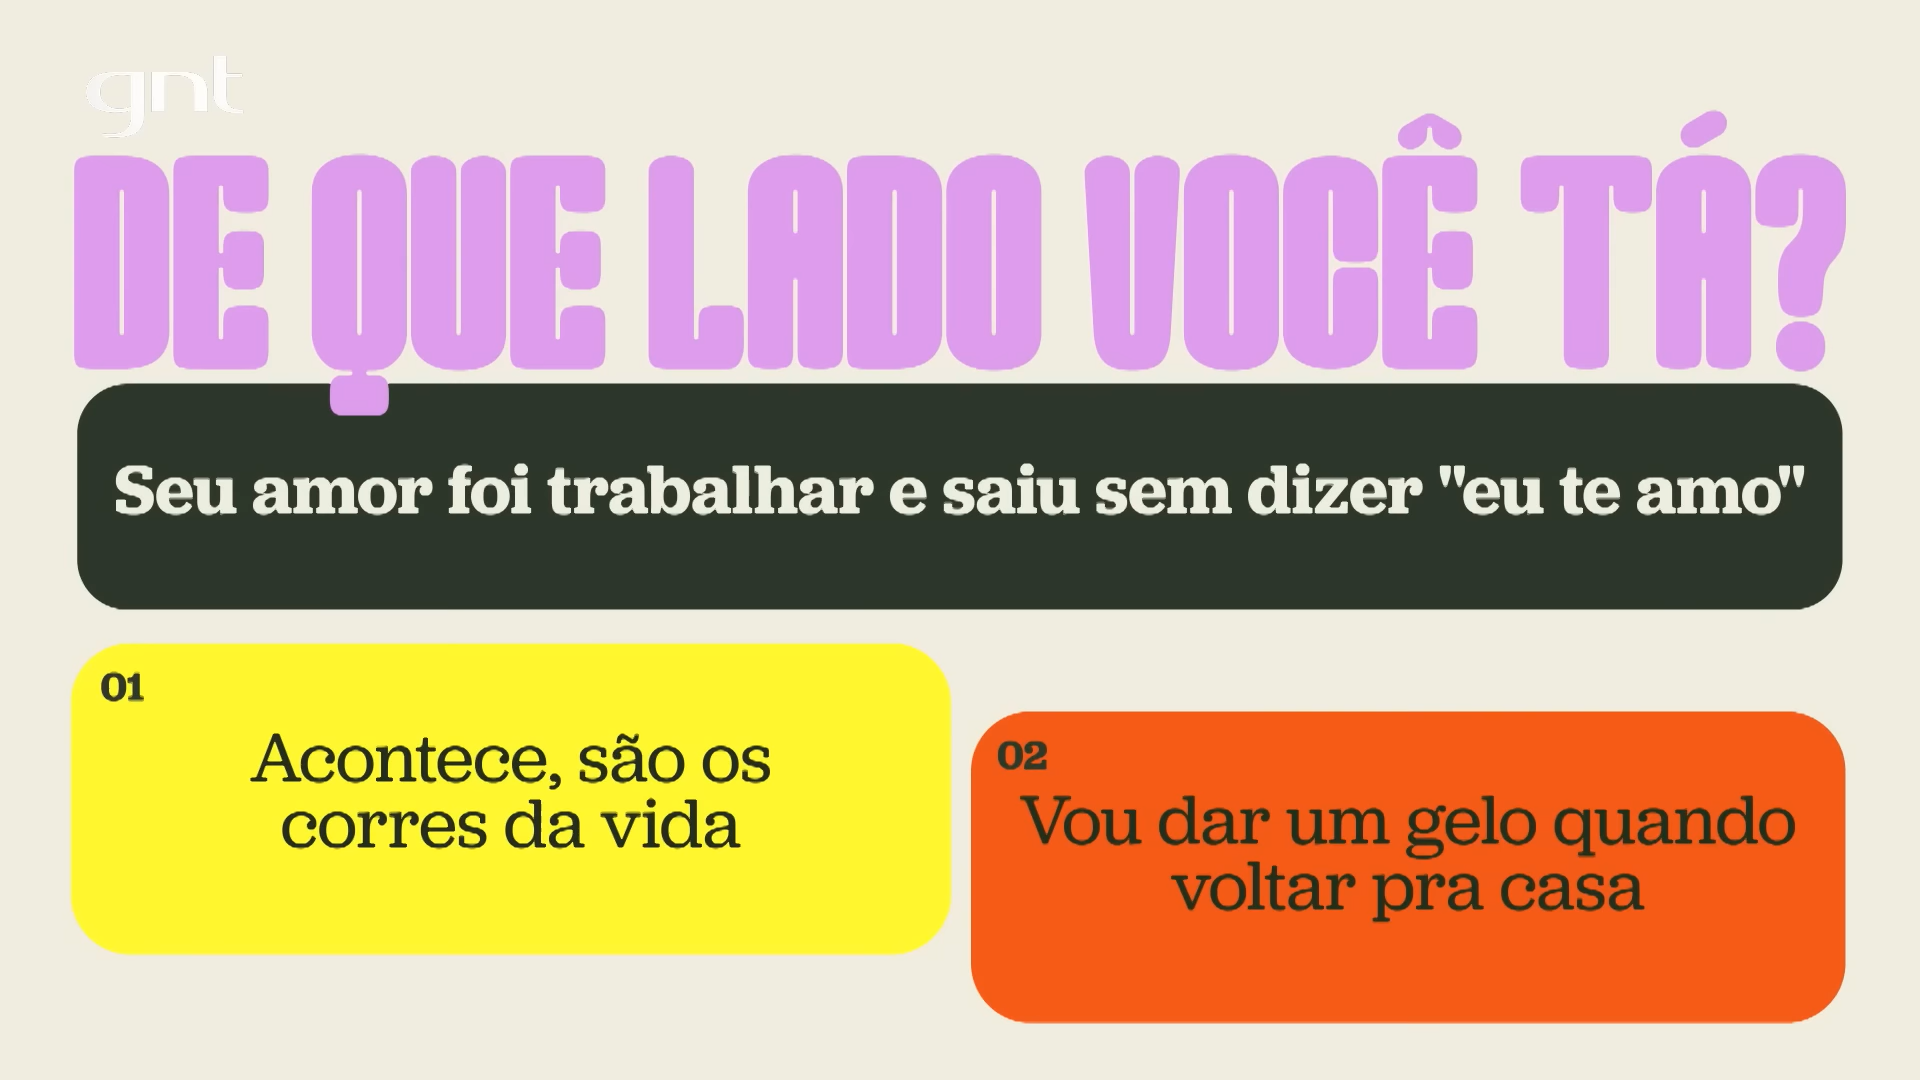 gnt
DE QUE LADO VOCÊ TÁ?
Seu amor foi trabalhar e saiu sem dizer "eu te amo"
01
Acontece, são os
corres da vida
02
Vou dar um gelo quando
voltar pra casa